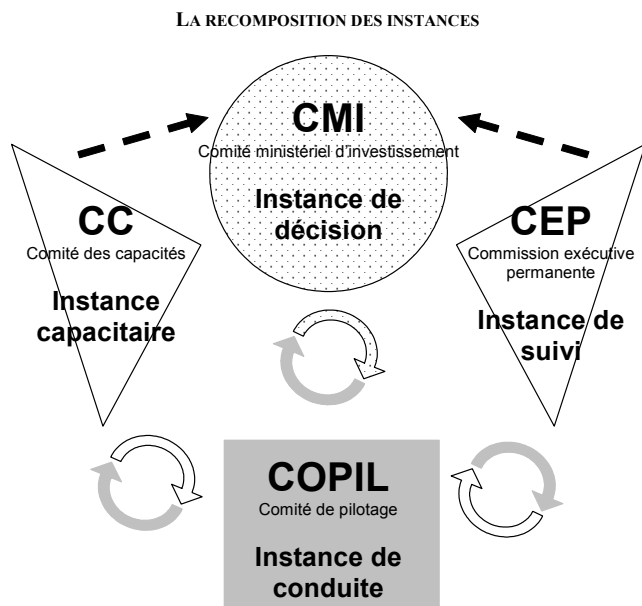 LA RECOMPOSITION DES INSTANCES
CMI
Comité ministériel d'investissement
Instance de
décision
CC
Comité des capacités
Instance
capacitaire
CEP
Commission exécutive
permanente
Instance de
suivi
COPIL
Comité de pilotage
Instance de
conduite